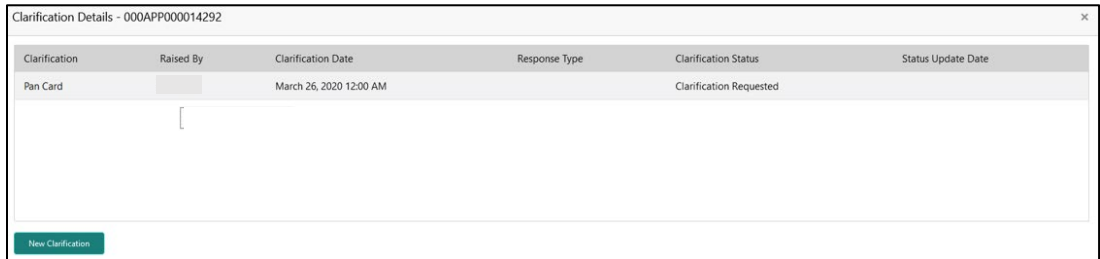 Clarification Details - 000APP000014292 ×
Clarification Raised By Clarification Date Response Type Clarification Status Status Update Date
Pan Card March 26, 2020 12:00 AM Clarification Requested
New Clarification